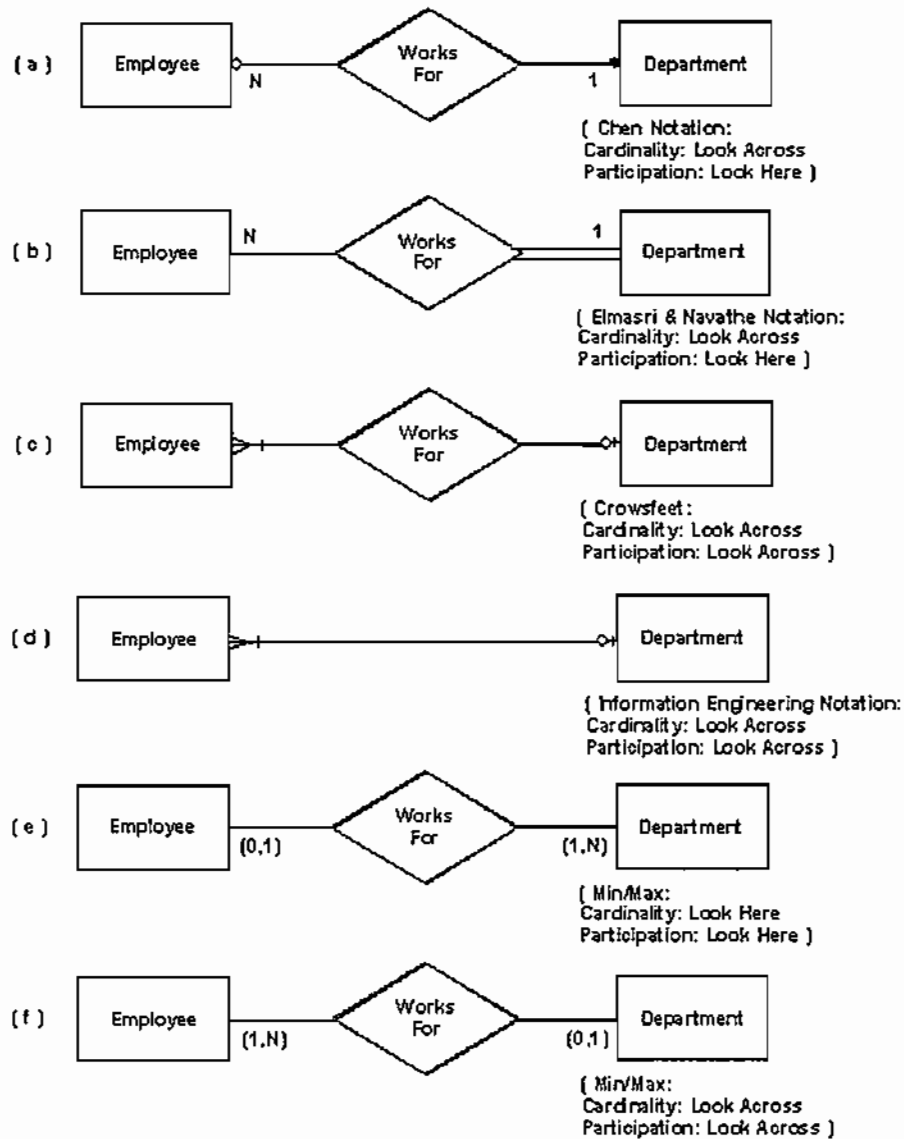 (a) Employee N Works For 1 Department
( Chen Notation:
Cardinality: Look Across
Participation: Look Here )
(b) Employee N Works For 1 Department
( Elmasri & Navathe Notation:
Cardinality: Look Across
Participation: Look Here )
(c) Employee Works For Department
( Crowsfeet:
Cardinality: Look Across
Participation: Look Across )
(d) Employee Department
( Information Engineering Notation:
Cardinality: Look Across
Participation: Look Across )
(e) Employee (0,1) Works For (1,N) Department
( Min/Max:
Cardinality: Look Here
Participation: Look Here )
(f) Employee (1,N) Works For (0,1) Department
( Min/Max:
Cardinality: Look Across
Participation: Look Across )